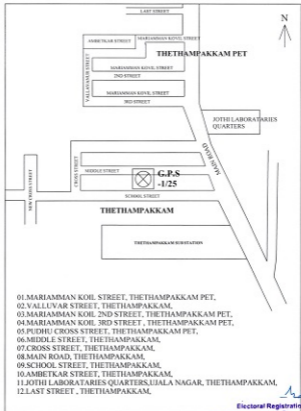 LAST STREET
N
AMBETKAR STREET
MARIAMMAN KOVIL STREET
THETHAMPAKKAM PET
MARIAMMAN KOVIL STREET
2ND STREET
MARIAMMAN KOVIL STREET
3RD STREET
JOTHI LABORATARIES
QUARTERS
MAIN ROAD
MIDDLE STREET
CROSS STREET
G.P.S
-1/25
NEW CROSS STREET
SCHOOL STREET
THETHAMPAKKAM
THETHAMPAKKAM SUBSTATION
01.MARIAMMAN KOIL STREET, THETHAMPAKKAM PET,
02.VALLUVAR STREET, THETHAMPAKKAM,
03.MARIAMMAN KOIL 2ND STREET, THETHAMPAKKAM PET,
04.MARIAMMAN KOIL 3RD STREET , THETHAMPAKKAM PET,
05.PUDHU CROSS STREET, THETHAMPAKKAM PET,
06.MIDDLE STREET, THETHAMPAKKAM,
07.CROSS STREET, THETHAMPAKKAM,
08.MAIN ROAD, THETHAMPAKKAM,
09.SCHOOL STREET, THETHAMPAKKAM,
10.AMBETKAR STREET, THETHAMPAKKAM,
11.JOTHI LABORATARIES QUARTERS,UJALA NAGAR, THETHAMPAKKAM,
12.LAST STREET , THETHAMPAKKAM,